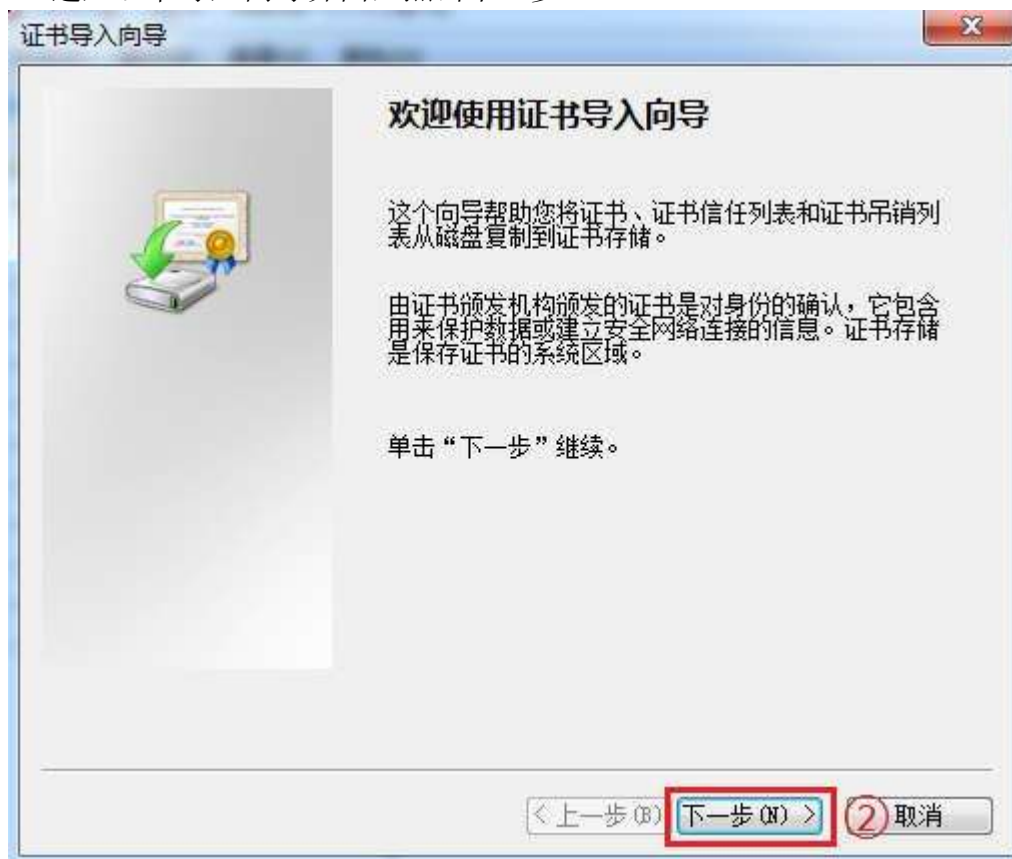 证书导入向导
欢迎使用证书导入向导
这个向导帮助您将证书、证书信任列表和证书吊销列
表从磁盘复制到证书存储。
由证书颁发机构颁发的证书是对身份的确认，它包含
用来保护数据或建立安全网络连接的信息。证书存储
是保存证书的系统区域。
单击“下一步”继续。
<上一步(B) 下一步(N) > ②取消